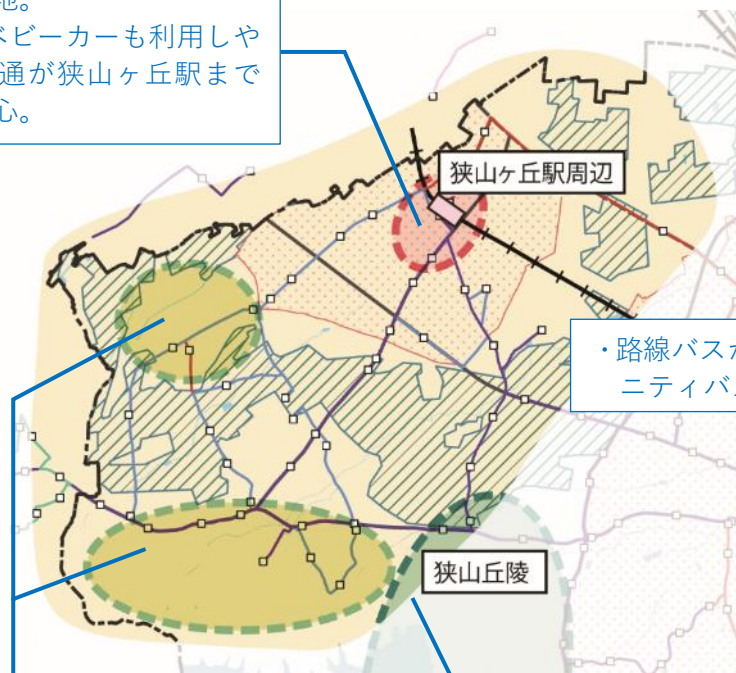 地。
ベビーカーも利用しや
通が狭山ヶ丘駅まで
心。
狭山ヶ丘駅周辺
・路線バスが
ニティバ
狭山丘陵